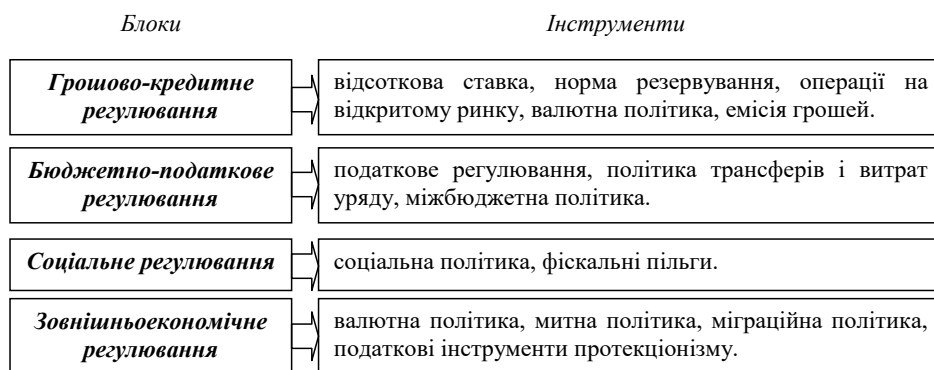 Блоки
Інструменти
Грошово-кредитне
регулювання
відсоткова ставка, норма резервування, операції на
відкритому ринку, валютна політика, емісія грошей.
Бюджетно-податкове
регулювання
податкове регулювання, політика трансферів і витрат
уряду, міжбюджетна політика.
Соціальне регулювання
соціальна політика, фіскальні пільги.
Зовнішньоекономічне
регулювання
валютна політика, митна політика, міграційна політика,
податкові інструменти протекціонізму.